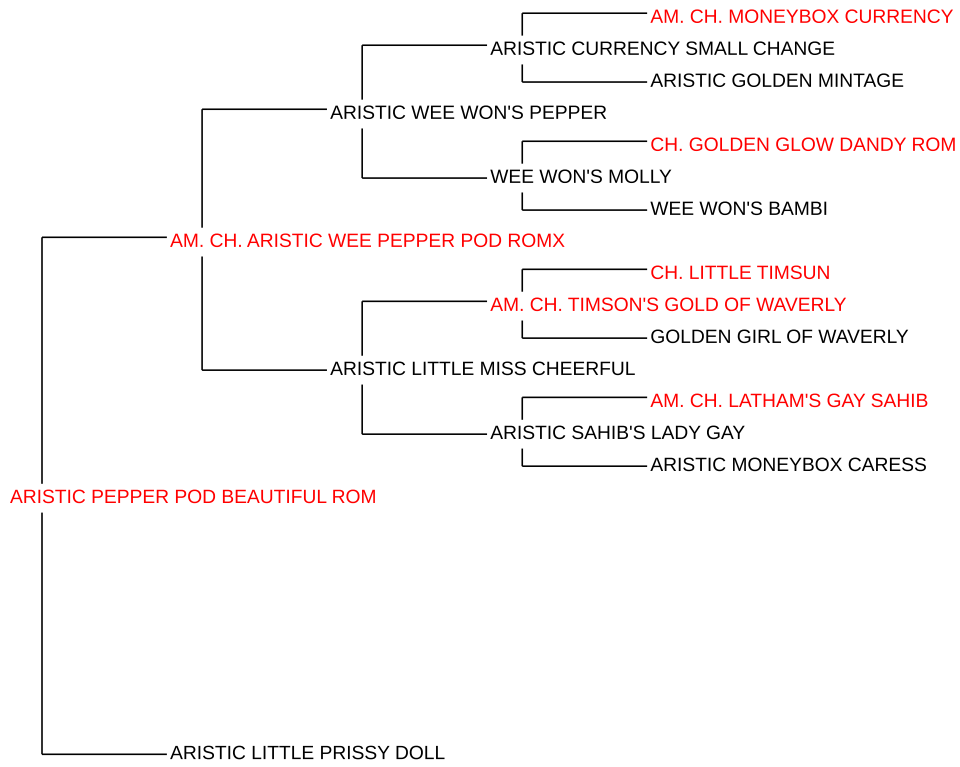 AM. CH. MONEYBOX CURRENCY
ARISTIC CURRENCY SMALL CHANGE
ARISTIC GOLDEN MINTAGE
ARISTIC WEE WON'S PEPPER
CH. GOLDEN GLOW DANDY ROM
WEE WON'S MOLLY
WEE WON'S BAMBI
AM. CH. ARISTIC WEE PEPPER POD ROMX
CH. LITTLE TIMSUN
AM. CH. TIMSON'S GOLD OF WAVERLY
GOLDEN GIRL OF WAVERLY
ARISTIC LITTLE MISS CHEERFUL
AM. CH. LATHAM'S GAY SAHIB
ARISTIC SAHIB'S LADY GAY
ARISTIC MONEYBOX CARESS
ARISTIC PEPPER POD BEAUTIFUL ROM
ARISTIC LITTLE PRISSY DOLL